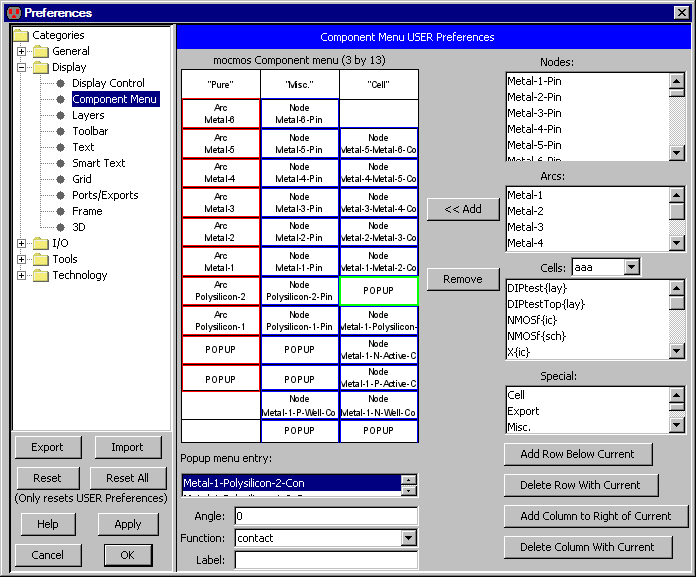 Preferences
Categories
General
Display
Display Control
Component Menu
Layers
Toolbar
Text
Smart Text
Grid
Ports/Exports
Frame
3D
I/O
Tools
Technology
Export
Import
Reset
Reset All
(Only resets USER Preferences)
Help
Apply
Cancel
OK
Component Menu USER Preferences
mocmos Component menu (3 by 13)
"Pure"
"Misc."
"Cell"
Arc
Metal-6
Node
Metal-6-Pin
Arc
Metal-5
Node
Metal-5-Pin
Node
Metal-5-Metal-6-Co
Arc
Metal-4
Node
Metal-4-Pin
Node
Metal-4-Metal-5-Co
Arc
Metal-3
Node
Metal-3-Pin
Node
Metal-3-Metal-4-Co
Arc
Metal-2
Node
Metal-2-Pin
Node
Metal-2-Metal-3-Co
Arc
Metal-1
Node
Metal-1-Pin
Node
Metal-1-Metal-2-Co
Arc
Polysilicon-2
Node
Polysilicon-2-Pin
POPUP
Arc
Polysilicon-1
Node
Polysilicon-1-Pin
Node
Metal-1-Polysilicon-
POPUP
POPUP
Node
Metal-1-N-Active-C
POPUP
POPUP
Node
Metal-1-P-Active-C
Node
Metal-1-P-Well-Co
Node
Metal-1-N-Well-Co
POPUP
POPUP
Popup menu entry:
Metal-1-Polysilicon-2-Con
Angle:
0
Function:
contact
Label:
<< Add
Remove
Nodes:
Metal-1-Pin
Metal-2-Pin
Metal-3-Pin
Metal-4-Pin
Metal-5-Pin
Metal-6-Pin
Arcs:
Metal-1
Metal-2
Metal-3
Metal-4
Cells:
aaa
DIPtest{lay}
DIPtestTop{lay}
NMOSf{ic}
NMOSf{sch}
X{ic}
Special:
Cell
Export
Misc.
Add Row Below Current
Delete Row With Current
Add Column to Right of Current
Delete Column With Current